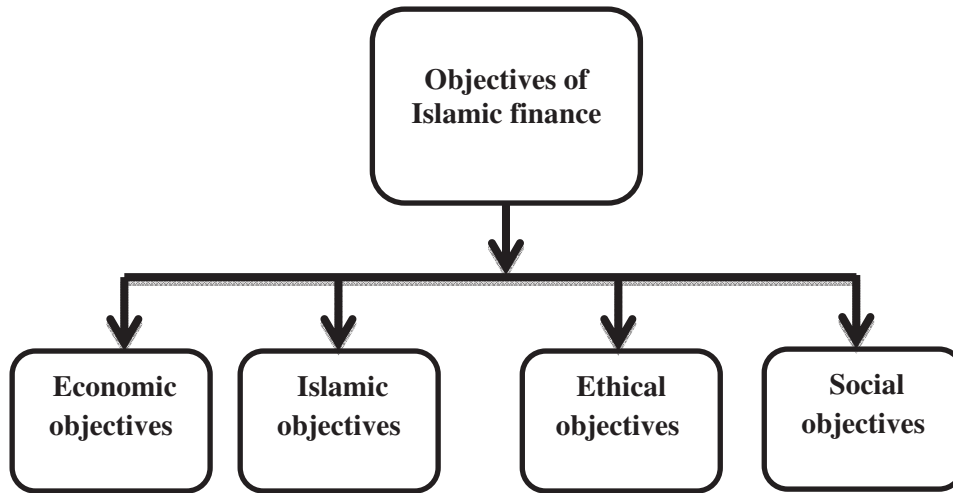 Objectives of
Islamic finance
Economic
objectives
Islamic
objectives
Ethical
objectives
Social
objectives